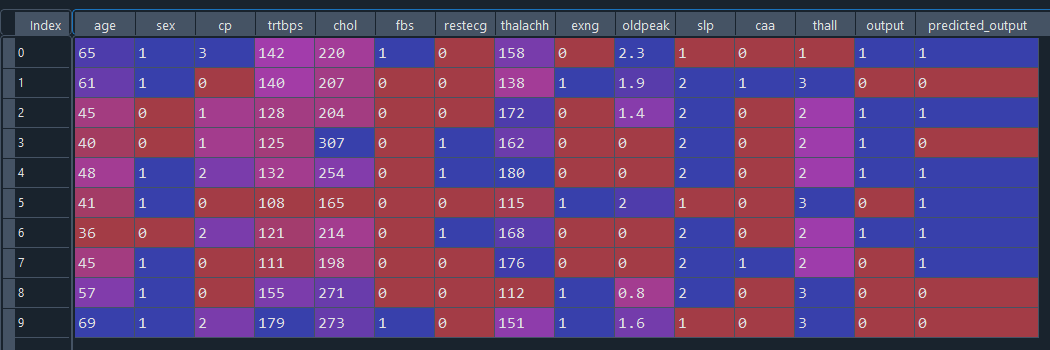 Index age sex cp trtbps chol fbs restecg thalachh exng oldpeak slp caa thall output predicted_output
0 65 1 3 142 220 1 0 158 0 2.3 1 0 1 1 1
1 61 1 0 140 207 0 0 138 1 1.9 2 1 3 0 0
2 45 0 1 128 204 0 0 172 0 1.4 2 0 2 1 1
3 40 0 1 125 307 0 1 162 0 0 2 0 2 1 0
4 48 1 2 132 254 0 1 180 0 0 2 0 2 1 1
5 41 1 0 108 165 0 0 115 1 2 1 0 3 0 1
6 36 0 2 121 214 0 1 168 0 0 2 0 2 1 1
7 45 1 0 111 198 0 0 176 0 0 2 1 2 0 1
8 57 1 0 155 271 0 0 112 1 0.8 2 0 3 0 0
9 69 1 2 179 273 1 0 151 1 1.6 1 0 3 0 0